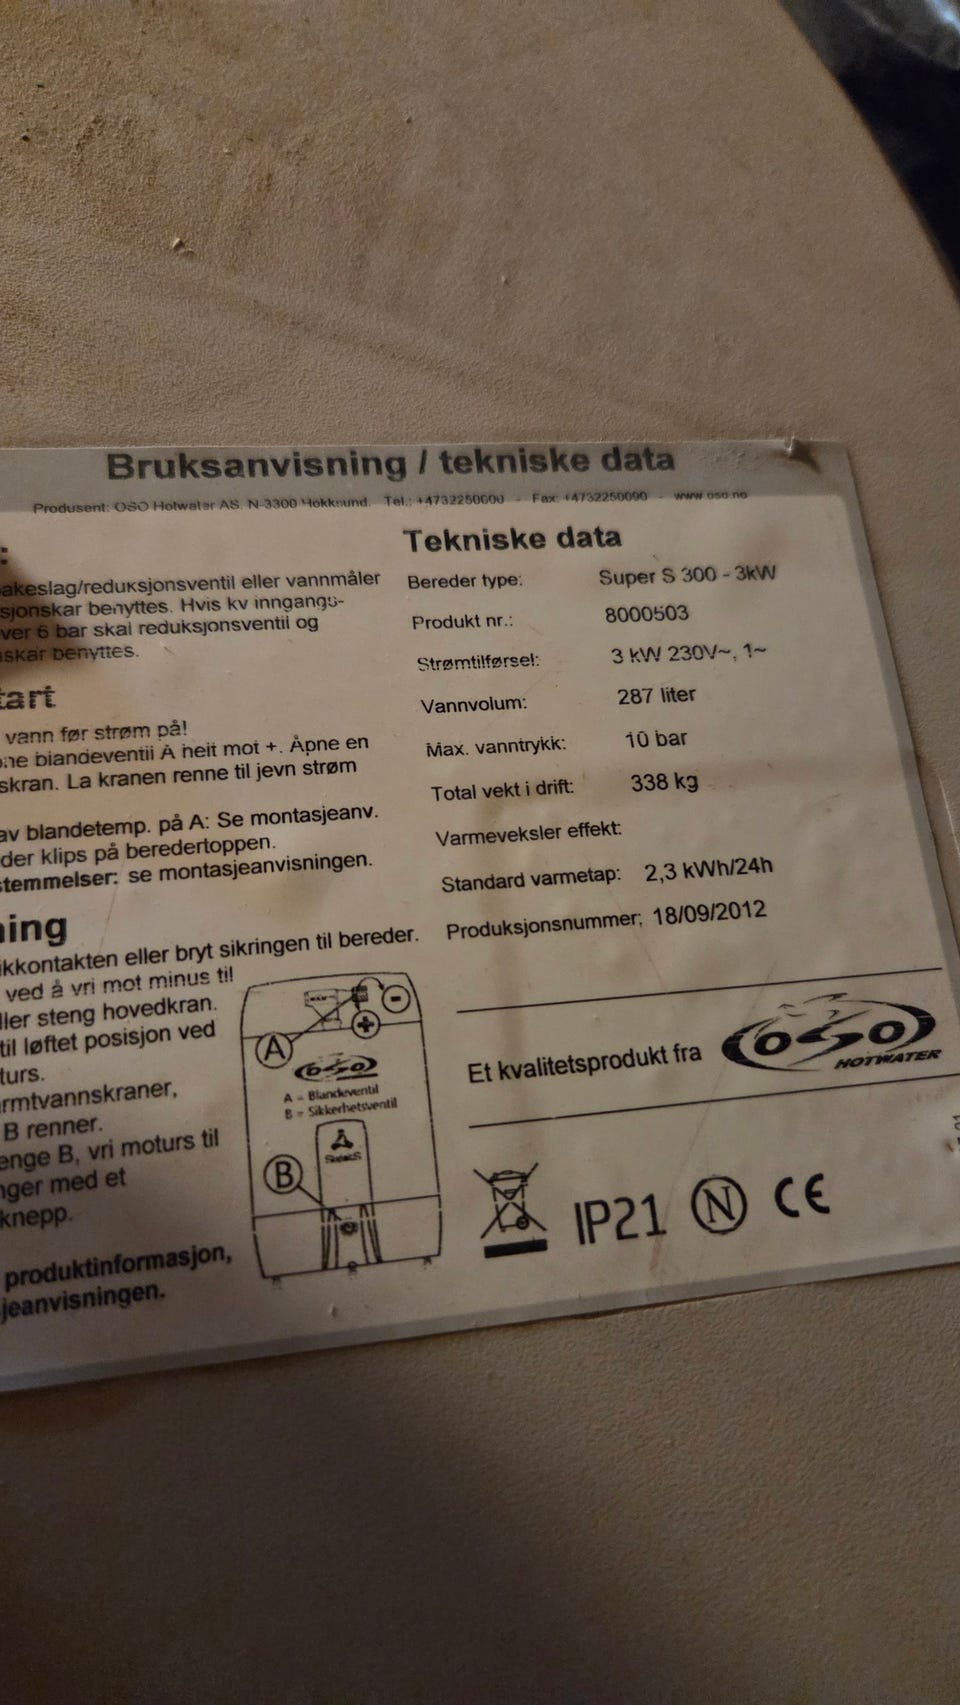 Bruksanvisning / tekniske data
Produsent: OSO Hotwater AS. N-3300 Hokksund. Tel.: +4732250000 - Fax: +4732250090 - www.oso.no
:
akeslag/reduksjonsventil eller vannmåler
sjonskar benyttes. Hvis kv inngangs-
ver 6 bar skal reduksjonsventil og
skar benyttes.
tart
vann før strøm på!
ne blandeventil A helt mot +. Åpne en
skran. La kranen renne til jevn strøm
av blandetemp. på A: Se montasjeanv.
der klips på beredertoppen.
temmelser: se montasjeanvisningen.
ning
ikkontakten eller bryt sikringen til bereder.
ved å vri mot minus til
ller steng hovedkran.
til løftet posisjon ved
turs.
rmtvannskraner,
B renner.
enge B, vri moturs til
nger med et
knepp.
produktinformasjon,
jeanvisningen.
A
-
+
OSO
A = Blandeventil
B = Sikkerhetsventil
B
SuperS
Tekniske data
Bereder type: Super S 300 - 3kW
Produkt nr.: 8000503
Strømtilførsel: 3 kW 230V~, 1~
Vannvolum: 287 liter
Max. vanntrykk: 10 bar
Total vekt i drift: 338 kg
Varmeveksler effekt:
Standard varmetap: 2,3 kWh/24h
Produksjonsnummer: 18/09/2012
Et kvalitetsprodukt fra OSO HOTWATER
IP21 N CE